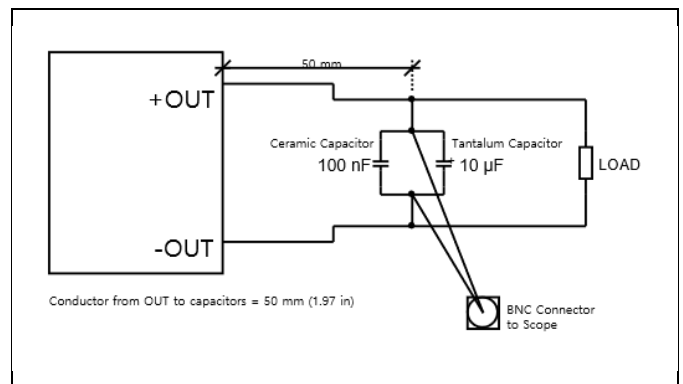 50 mm
+OUT
Ceramic Capacitor
100 nF
Tantalum Capacitor
+
10 µF
LOAD
-OUT
Conductor from OUT to capacitors = 50 mm (1.97 in)
BNC Connector
to Scope